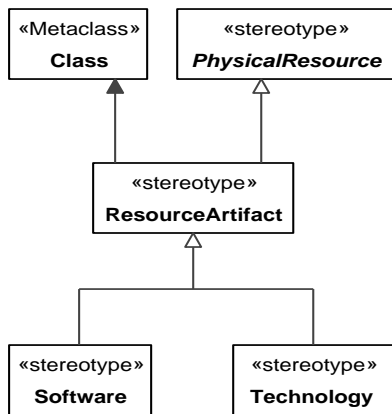 «Metaclass»
Class
«stereotype»
PhysicalResource
«stereotype»
ResourceArtifact
«stereotype»
Software
«stereotype»
Technology